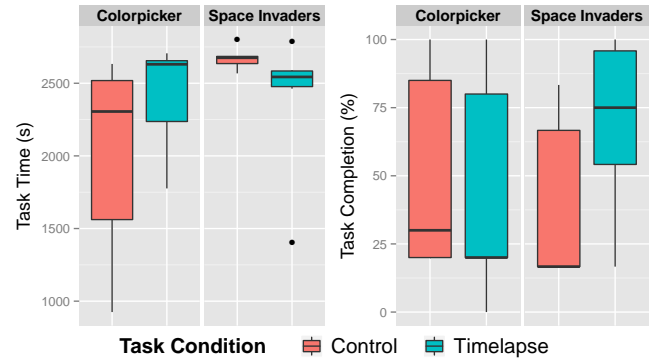 Colorpicker Space Invaders
Task Time (s)
2500
2000
1500
1000
Colorpicker Space Invaders
Task Completion (%)
100
75
50
25
0
Task Condition Control Timelapse